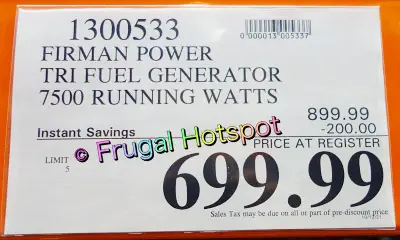 1300533
0000013005337
FIRMAN POWER
TRI FUEL GENERATOR
7500 RUNNING WATTS
899.99
Instant Savings -200.00
© Frugal Hotspot
PRICE AT REGISTER
LIMIT
5
699.99
Sales Tax may be due on all or part of pre-discount price